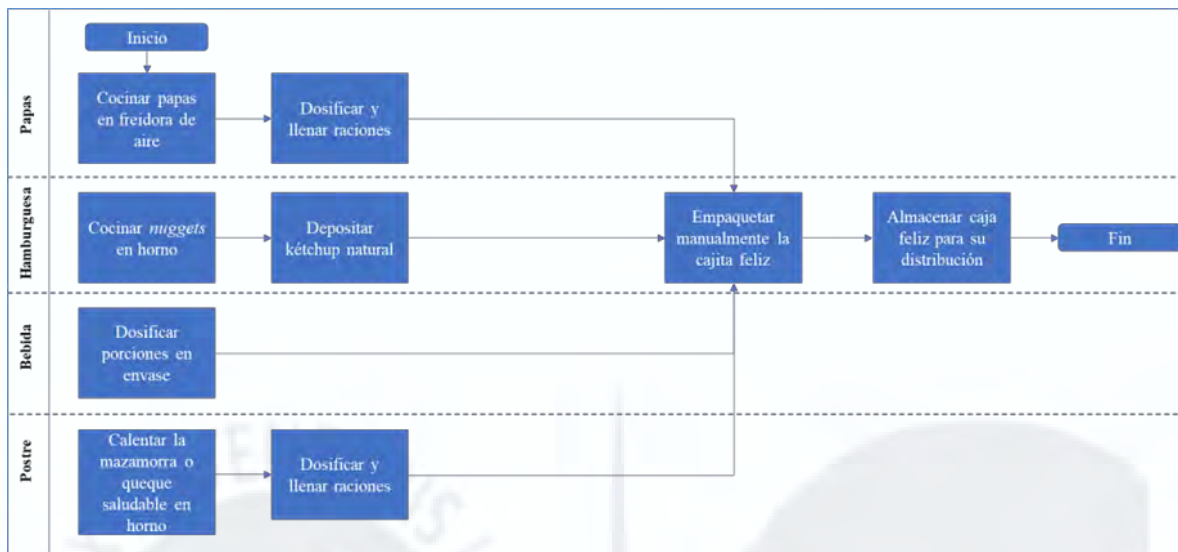 Papas
Inicio
Cocinar papas
en freidora de
aire
Dosificar y
llenar raciones
Hamburguesa
Cocinar nuggets
en horno
Depositar
kétchup natural
Empaquetar
manualmente la
cajita feliz
Almacenar caja
feliz para su
distribución
Fin
Bebida
Dosificar
porciones en
envase
Postre
Calentar la
mazamorra o
queque
saludable en
horno
Dosificar y
llenar raciones